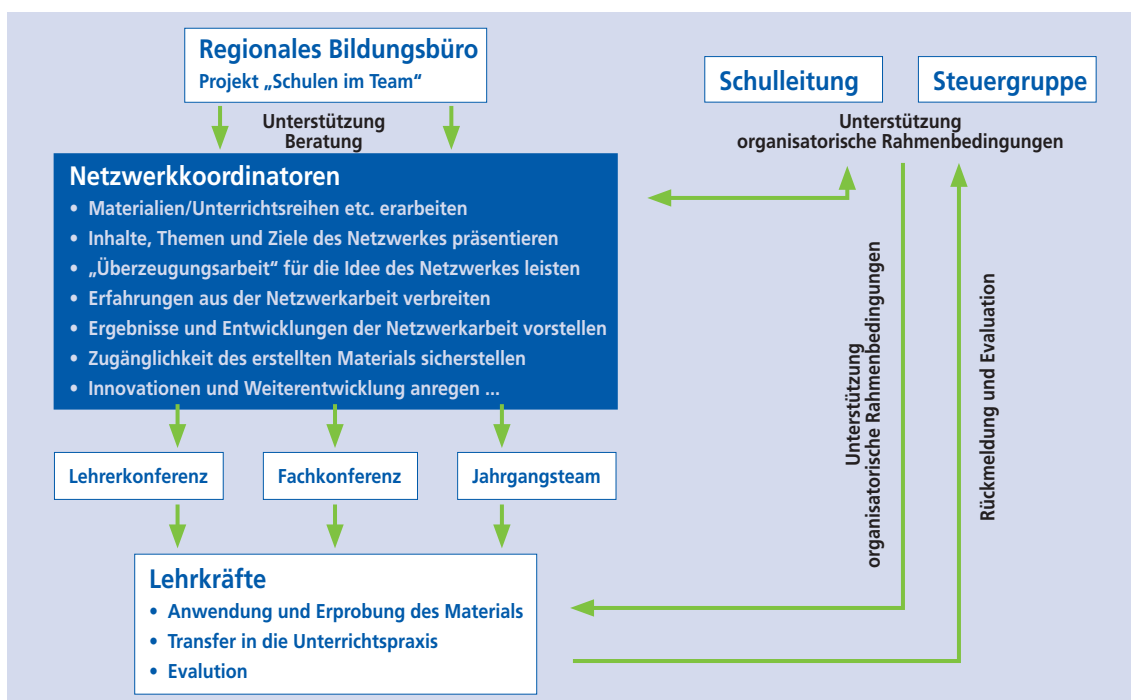 Regionales Bildungsbüro
Projekt „Schulen im Team“
Schulleitung
Steuergruppe
Unterstützung
Beratung
Unterstützung
organisatorische Rahmenbedingungen
Netzwerkkoordinatoren
• Materialien/Unterrichtsreihen etc. erarbeiten
• Inhalte, Themen und Ziele des Netzwerkes präsentieren
• „Überzeugungsarbeit“ für die Idee des Netzwerkes leisten
• Erfahrungen aus der Netzwerkarbeit verbreiten
• Ergebnisse und Entwicklungen der Netzwerkarbeit vorstellen
• Zugänglichkeit des erstellten Materials sicherstellen
• Innovationen und Weiterentwicklung anregen ...
Unterstützung
organisatorische Rahmenbedingungen
Rückmeldung und Evaluation
Lehrerkonferenz
Fachkonferenz
Jahrgangsteam
Lehrkräfte
• Anwendung und Erprobung des Materials
• Transfer in die Unterrichtspraxis
• Evalution